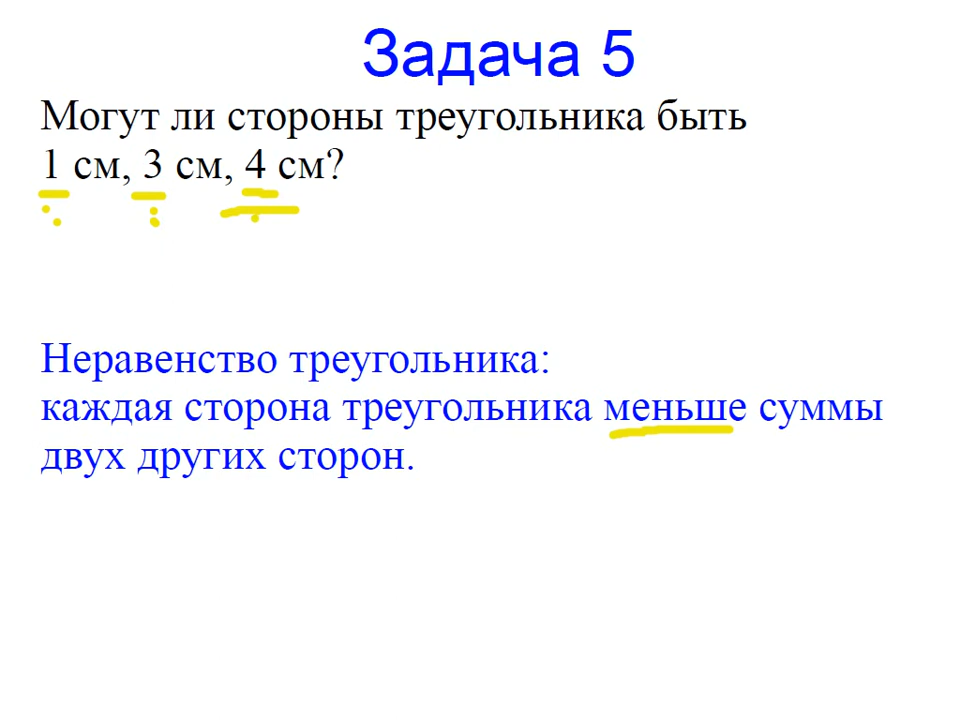 Задача 5
Могут ли стороны треугольника быть
1 см, 3 см, 4 см?
Неравенство треугольника:
каждая сторона треугольника меньше суммы
двух других сторон.